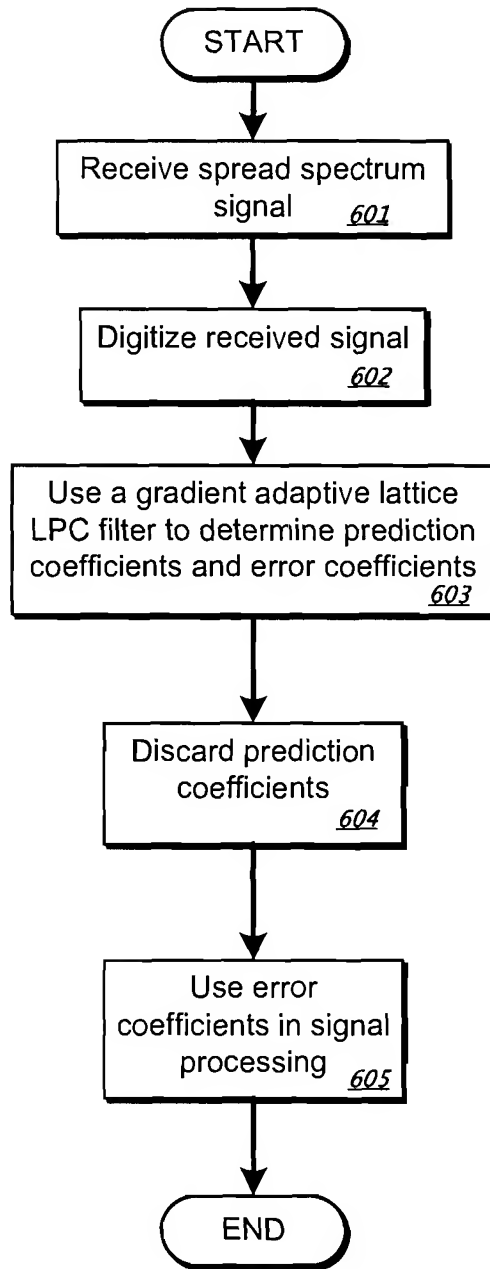 START
Receive spread spectrum
signal
601
Digitize received signal
602
Use a gradient adaptive lattice
LPC filter to determine prediction
coefficients and error coefficients
603
Discard prediction
coefficients
604
Use error
coefficients in signal
processing
605
END